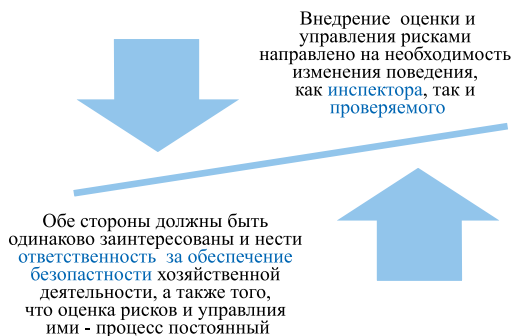 Внедрение оценки и
управления рисками
направлено на необходимость
изменения поведения,
как инспектора, так и
проверяемого
Обе стороны должны быть
одинаково заинтересованы и нести
ответственность за обеспечение
безопастности хозяйственной
деятельности, а также того,
что оценка рисков и управлния
ими - процесс постоянный